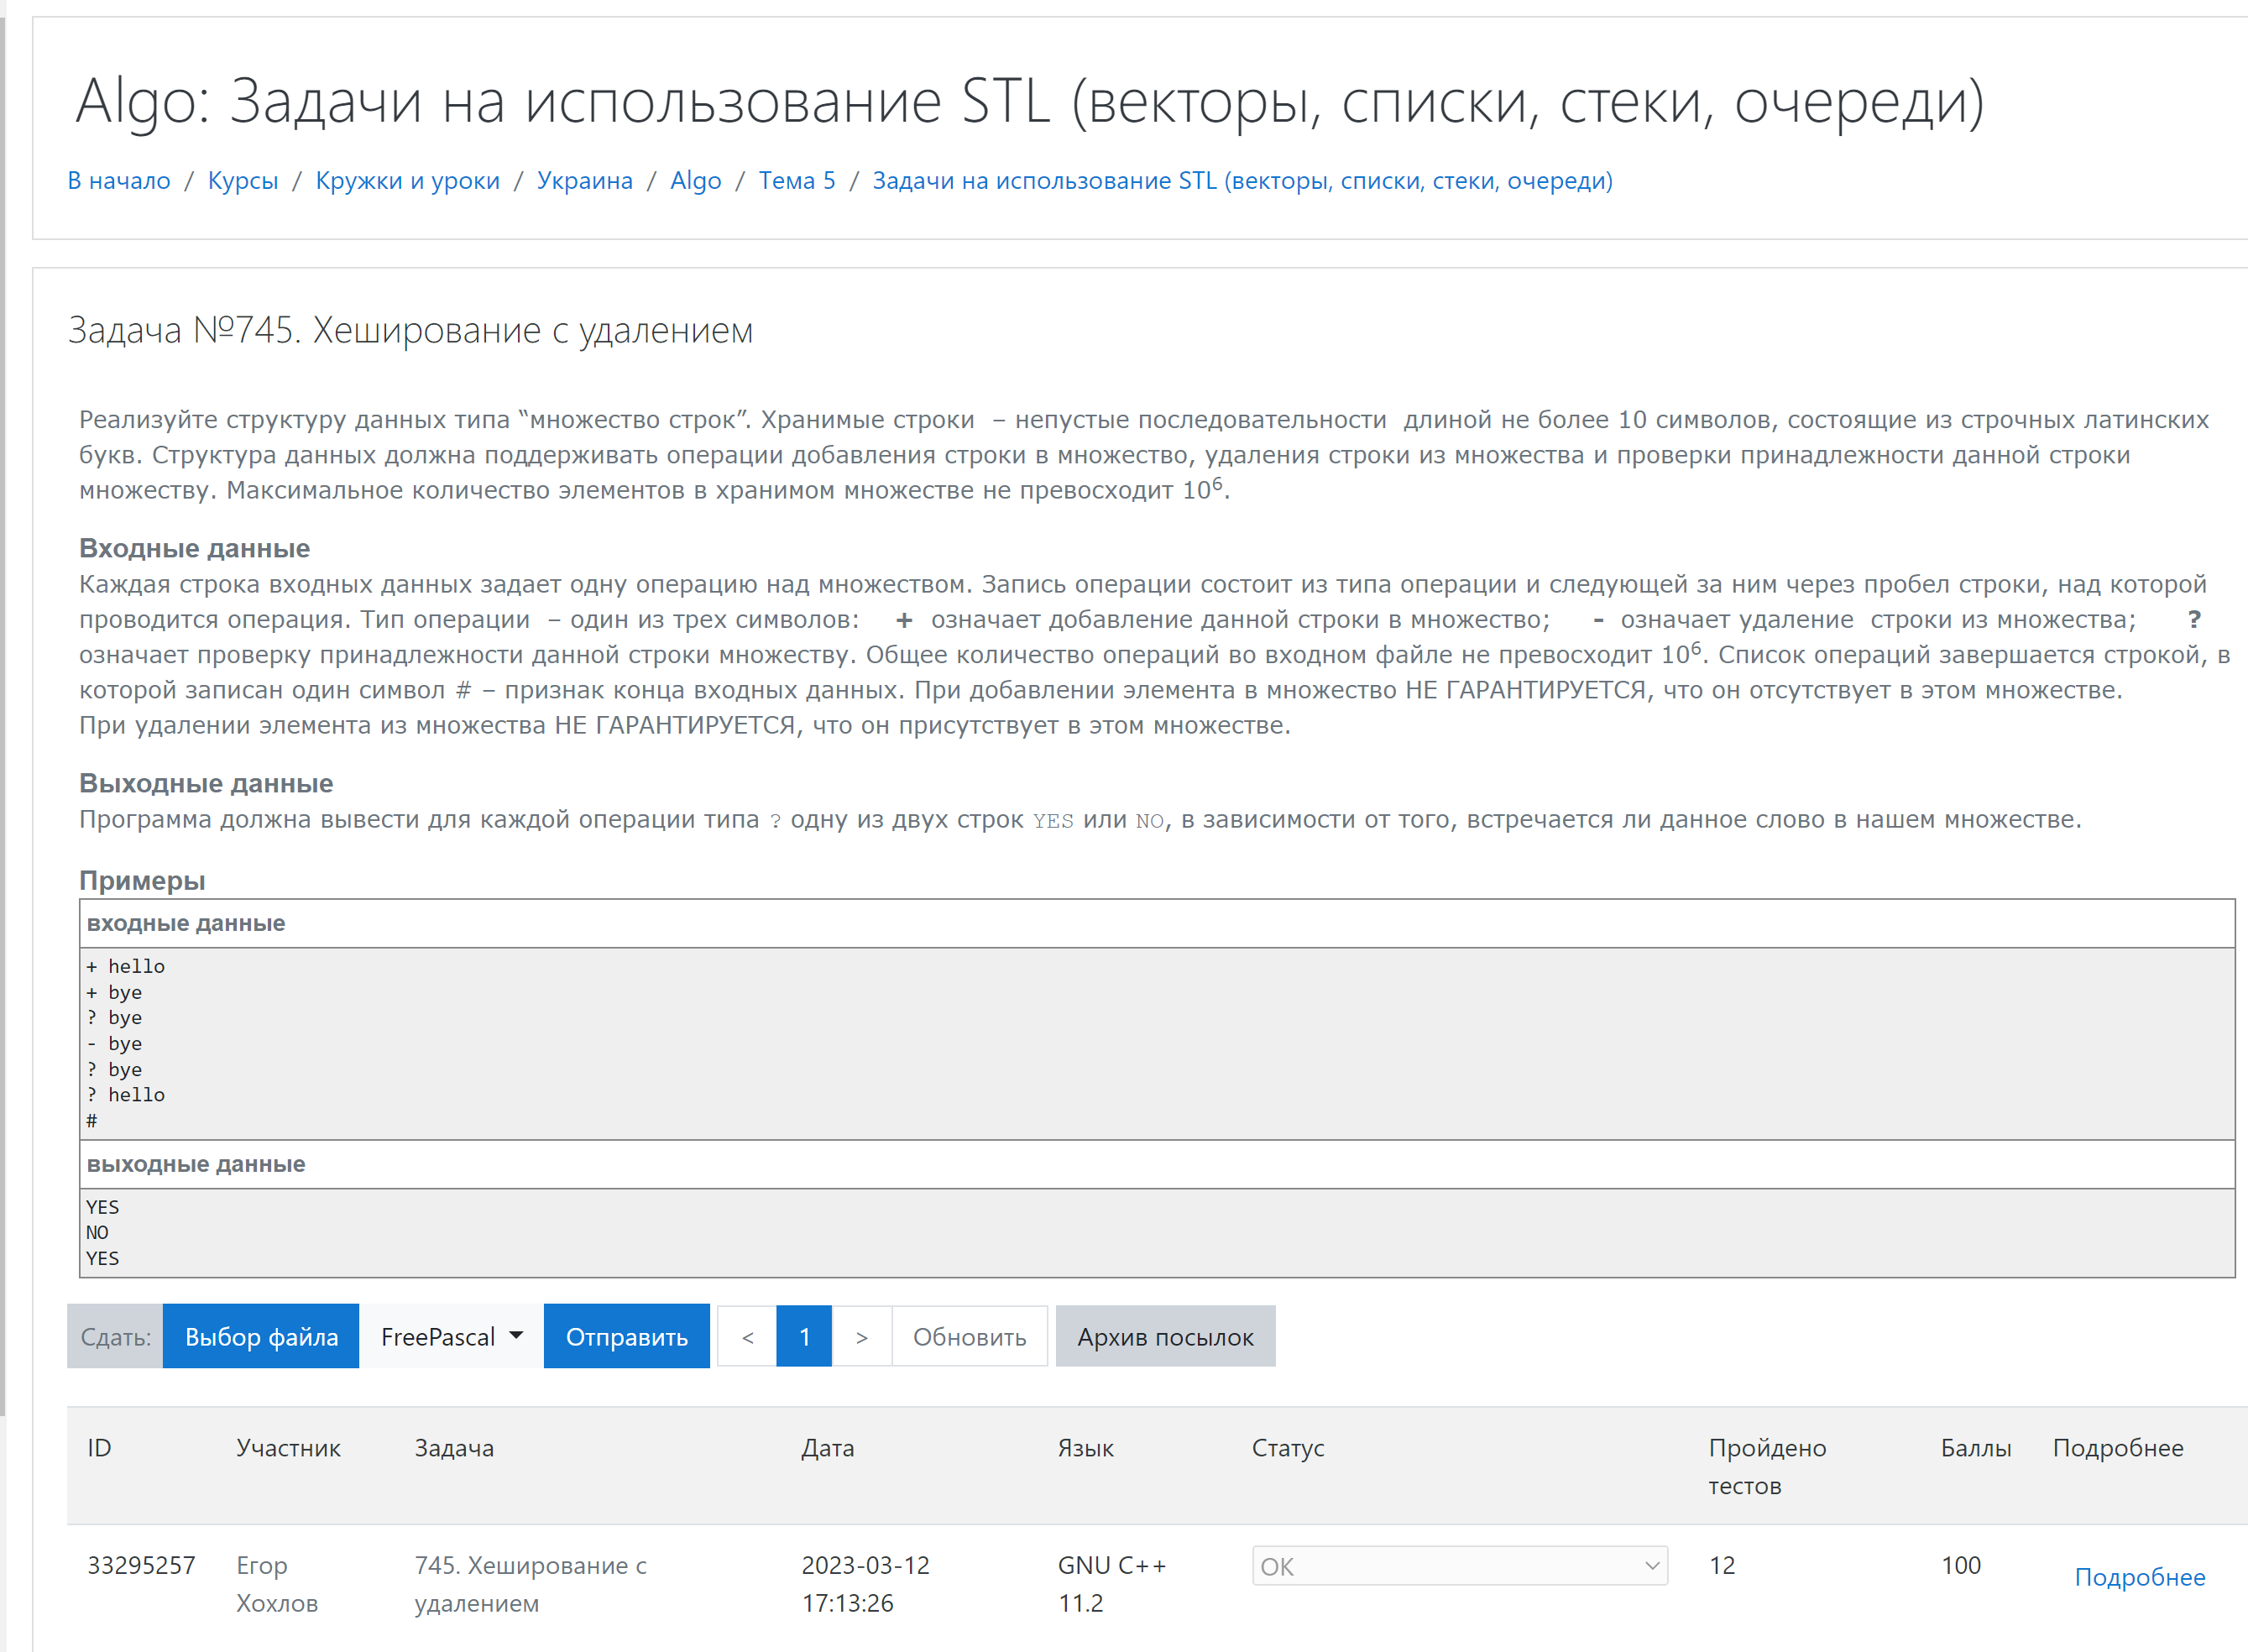 Algo: Задачи на использование STL (векторы, списки, стеки, очереди)
В начало / Курсы / Кружки и уроки / Украина / Algo / Тема 5 / Задачи на использование STL (векторы, списки, стеки, очереди)
Задача №745. Хеширование с удалением
Реализуйте структуру данных типа “множество строк”. Хранимые строки – непустые последовательности длиной не более 10 символов, состоящие из строчных латинских
букв. Структура данных должна поддерживать операции добавления строки в множество, удаления строки из множества и проверки принадлежности данной строки
множеству. Максимальное количество элементов в хранимом множестве не превосходит 10⁶.
Входные данные
Каждая строка входных данных задает одну операцию над множеством. Запись операции состоит из типа операции и следующей за ним через пробел строки, над которой
проводится операция. Тип операции – один из трех символов: + означает добавление данной строки в множество; - означает удаление строки из множества; ?
означает проверку принадлежности данной строки множеству. Общее количество операций во входном файле не превосходит 10⁶. Список операций завершается строкой, в
которой записан один символ # – признак конца входных данных. При добавлении элемента в множество НЕ ГАРАНТИРУЕТСЯ, что он отсутствует в этом множестве.
При удалении элемента из множества НЕ ГАРАНТИРУЕТСЯ, что он присутствует в этом множестве.
Выходные данные
Программа должна вывести для каждой операции типа ? одну из двух строк YES или NO, в зависимости от того, встречается ли данное слово в нашем множестве.
Примеры
входные данные
+ hello
+ bye
? bye
- bye
? bye
? hello
#
выходные данные
YES
NO
YES
Сдать: Выбор файла FreePascal Отправить < 1 > Обновить Архив посылок
ID Участник Задача Дата Язык Статус Пройдено тестов Баллы Подробнее
33295257 Егор Хохлов 745. Хеширование с удалением 2023-03-12 17:13:26 GNU C++ 11.2 OK 12 100 Подробнее